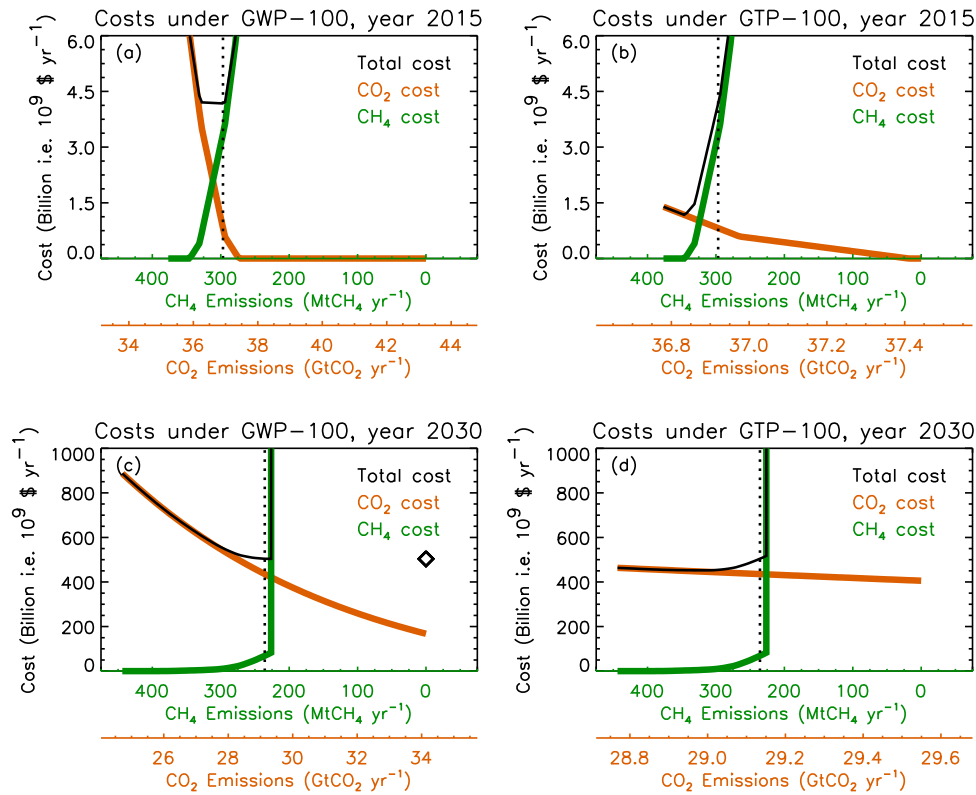 Costs under GWP−100, year 2015
Cost (Billion i.e. 10⁹ $ yr⁻¹)
(a)
Total cost
CO₂ cost
CH₄ cost
6.0
4.5
3.0
1.5
0.0
400 300 200 100 0
CH₄ Emissions (MtCH₄ yr⁻¹)
34 36 38 40 42 44
CO₂ Emissions (GtCO₂ yr⁻¹)
Costs under GTP−100, year 2015
Cost (Billion i.e. 10⁹ $ yr⁻¹)
(b)
Total cost
CO₂ cost
CH₄ cost
6.0
4.5
3.0
1.5
0.0
400 300 200 100 0
CH₄ Emissions (MtCH₄ yr⁻¹)
36.8 37.0 37.2 37.4
CO₂ Emissions (GtCO₂ yr⁻¹)
Costs under GWP−100, year 2030
Cost (Billion i.e. 10⁹ $ yr⁻¹)
(c)
Total cost
CO₂ cost
CH₄ cost
1000
800
600
400
200
0
400 300 200 100 0
CH₄ Emissions (MtCH₄ yr⁻¹)
26 28 30 32 34
CO₂ Emissions (GtCO₂ yr⁻¹)
Costs under GTP−100, year 2030
Cost (Billion i.e. 10⁹ $ yr⁻¹)
(d)
Total cost
CO₂ cost
CH₄ cost
1000
800
600
400
200
0
400 300 200 100 0
CH₄ Emissions (MtCH₄ yr⁻¹)
28.8 29.0 29.2 29.4 29.6
CO₂ Emissions (GtCO₂ yr⁻¹)